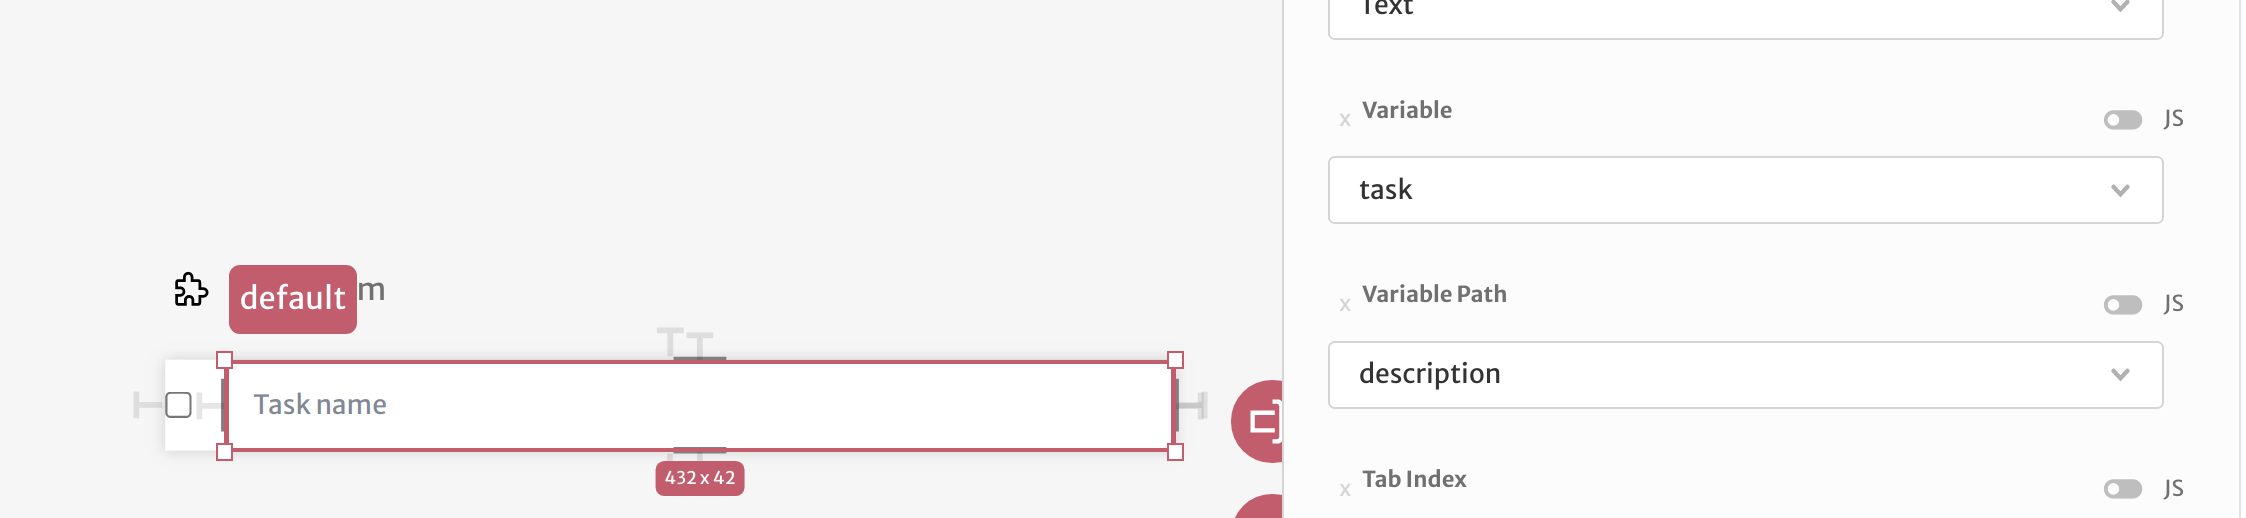 Text
x Variable JS
task
default m
x Variable Path JS
description
Task name
432 x 42
x Tab Index JS